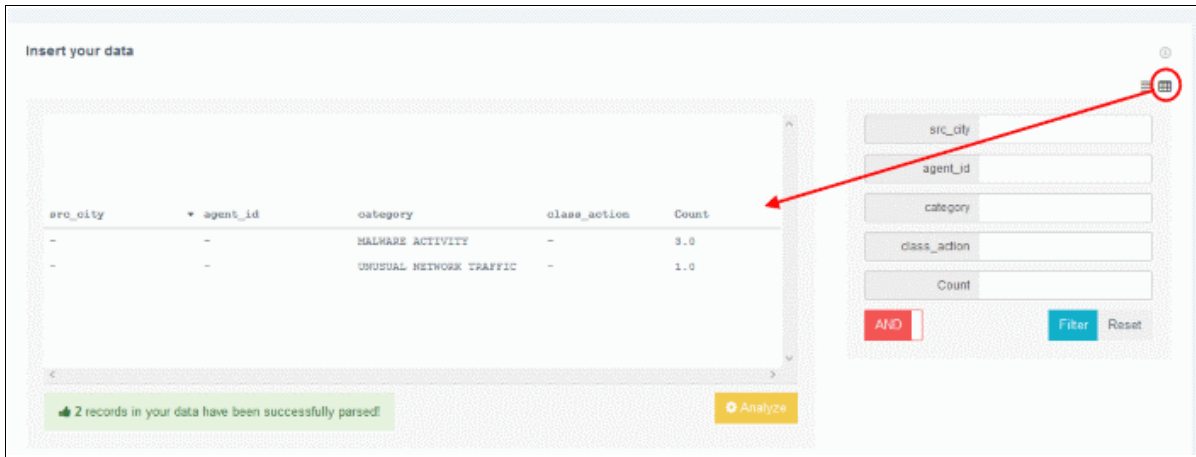 Insert your data
src_city
agent_id
category
class_action
Count
src_city agent_id category class_action Count
- - MALWARE ACTIVITY - 3.0
- - UNUSUAL NETWORK TRAFFIC - 1.0
AND Filter Reset
2 records in your data have been successfully parsed!
Analyze